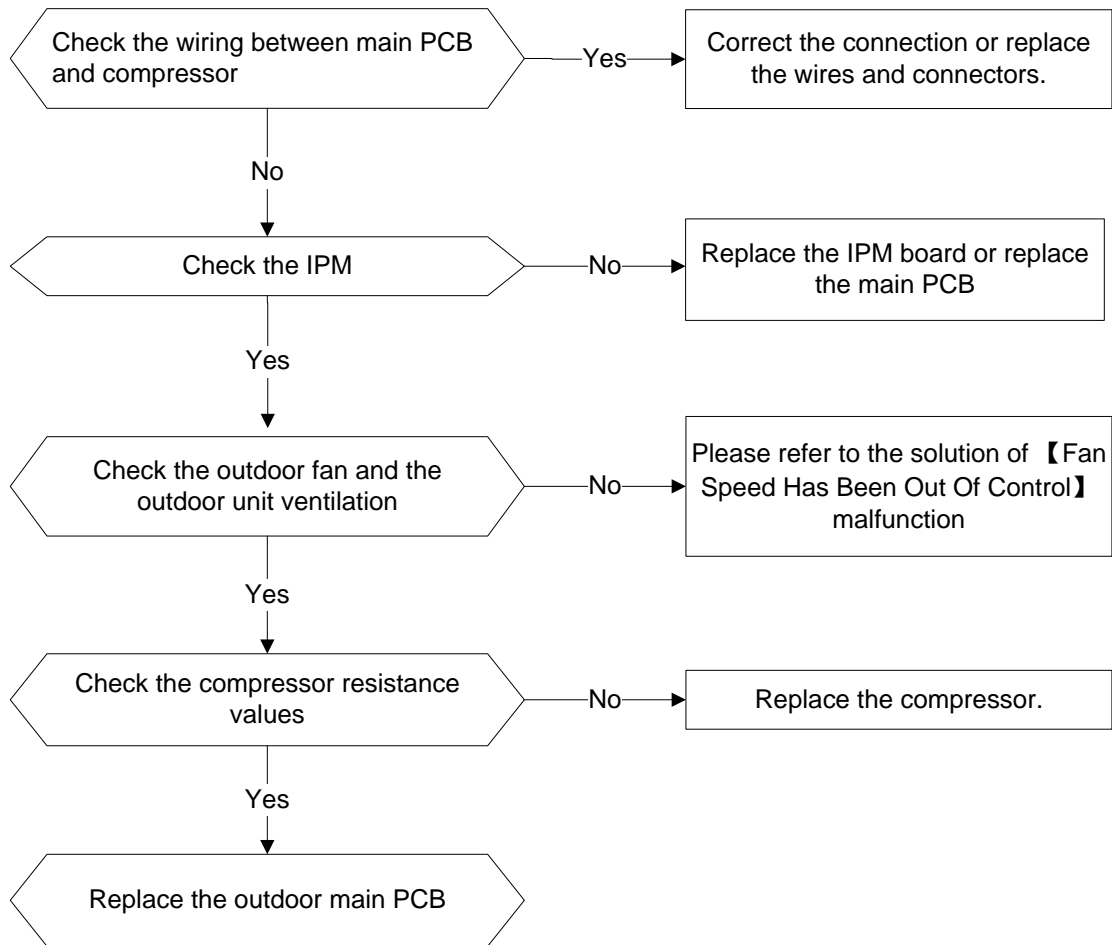 Check the wiring between main PCB
and compressor
Yes
Correct the connection or replace
the wires and connectors.
No
Check the IPM
No
Replace the IPM board or replace
the main PCB
Yes
Check the outdoor fan and the
outdoor unit ventilation
No
Please refer to the solution of 【Fan
Speed Has Been Out Of Control】
malfunction
Yes
Check the compressor resistance
values
No
Replace the compressor.
Yes
Replace the outdoor main PCB